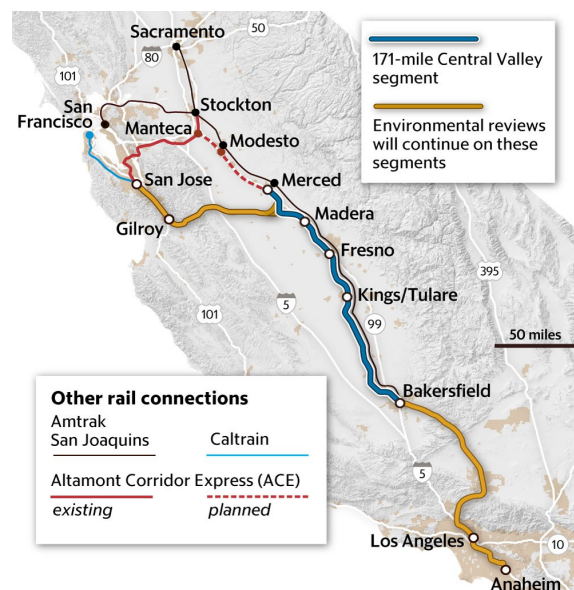 Sacramento
50
80
101
171-mile Central Valley
segment
Environmental reviews
will continue on these
segments
San
Francisco
Stockton
Manteca
Modesto
San Jose
Merced
Gilroy
Madera
Fresno
395
Kings/Tulare
101
5
99
50 miles
Bakersfield
Other rail connections
Amtrak
San Joaquins
Caltrain
Altamont Corridor Express (ACE)
existing
planned
5
Los Angeles
10
Anaheim